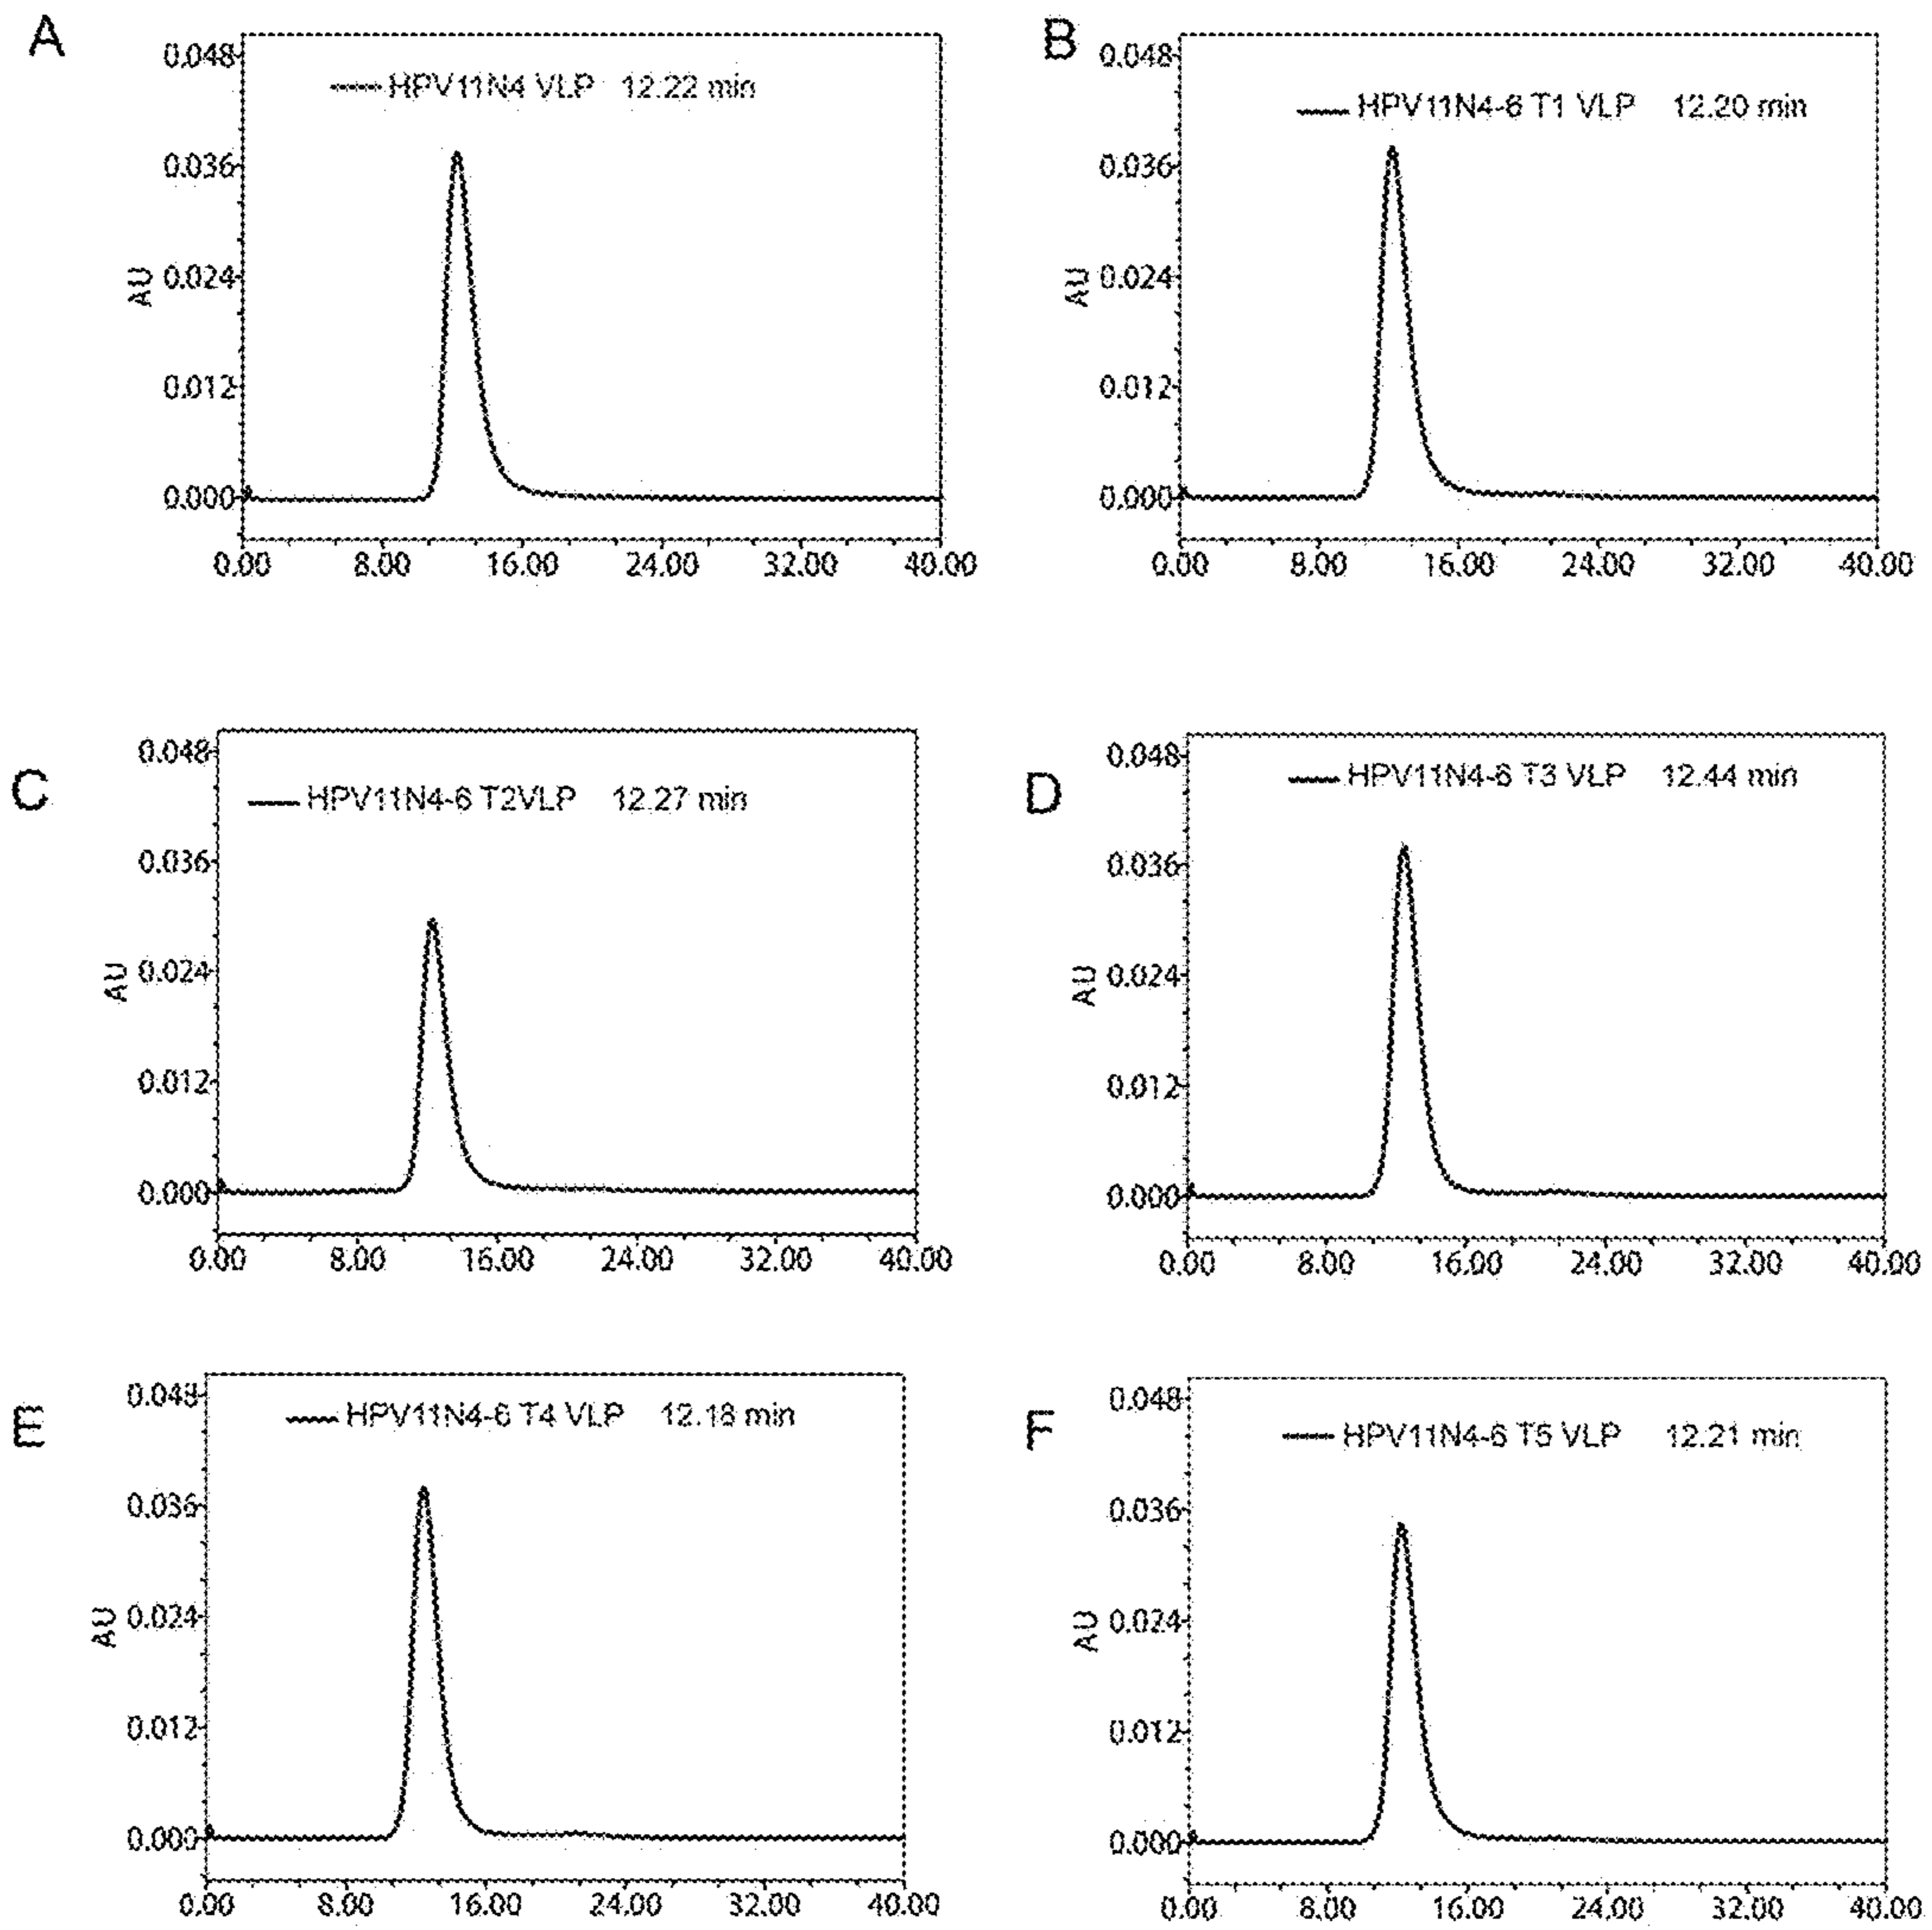 A
0.048
HPV11N4 VLP 12.22 min
0.036
AU
0.024
0.012
0.000
0.00 8.00 16.00 24.00 32.00 40.00
B
0.048
HPV11N4-6 T1 VLP 12.20 min
0.036
AU
0.024
0.012
0.000
0.00 8.00 16.00 24.00 32.00 40.00
C
0.048
HPV11N4-6 T2VLP 12.27 min
0.036
AU
0.024
0.012
0.000
0.00 8.00 16.00 24.00 32.00 40.00
D
0.048
HPV11N4-6 T3 VLP 12.44 min
0.036
AU
0.024
0.012
0.000
0.00 8.00 16.00 24.00 32.00 40.00
E
0.048
HPV11N4-6 T4 VLP 12.18 min
0.036
AU
0.024
0.012
0.000
0.00 8.00 16.00 24.00 32.00 40.00
F
0.048
HPV11N4-6 T5 VLP 12.21 min
0.036
AU
0.024
0.012
0.000
0.00 8.00 16.00 24.00 32.00 40.00